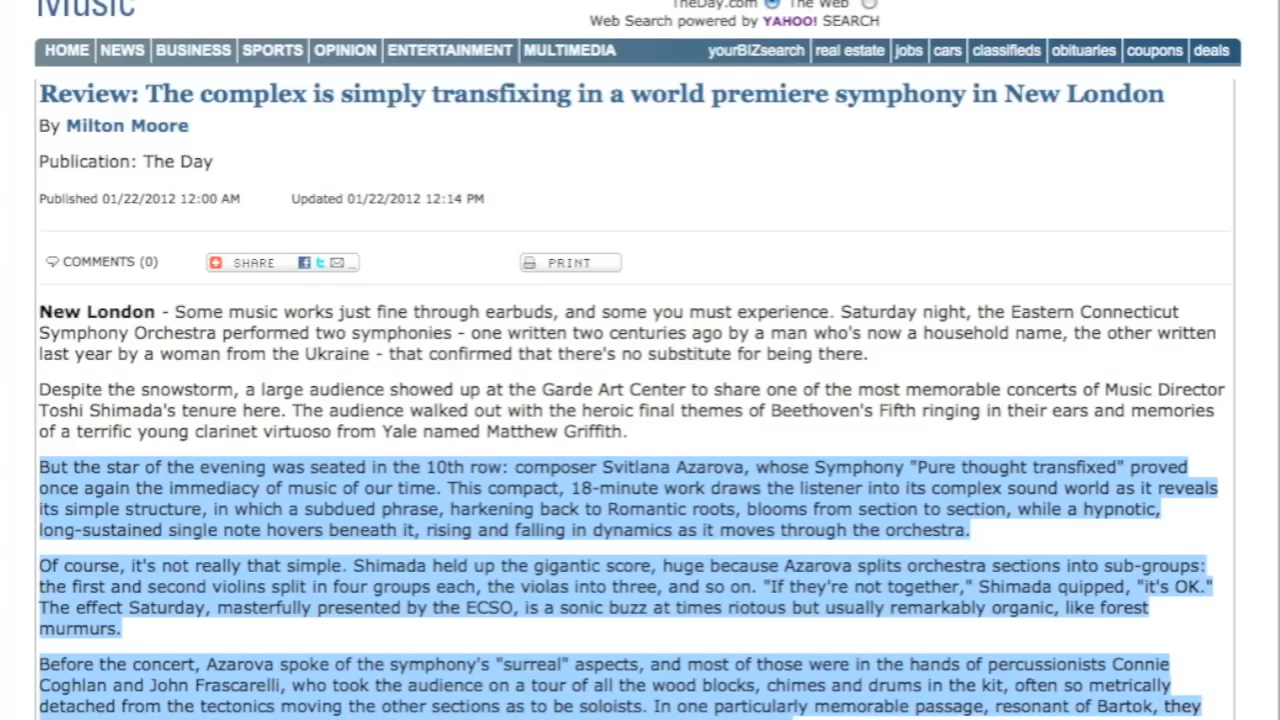 Music
TheDay.com The Web
Web Search powered by YAHOO! SEARCH
HOME NEWS BUSINESS SPORTS OPINION ENTERTAINMENT MULTIMEDIA yourBIZsearch real estate jobs cars classifieds obituaries coupons deals
Review: The complex is simply transfixing in a world premiere symphony in New London
By Milton Moore
Publication: The Day
Published 01/22/2012 12:00 AM Updated 01/22/2012 12:14 PM
COMMENTS (0) SHARE PRINT
New London - Some music works just fine through earbuds, and some you must experience. Saturday night, the Eastern Connecticut
Symphony Orchestra performed two symphonies - one written two centuries ago by a man who's now a household name, the other written
last year by a woman from the Ukraine - that confirmed that there's no substitute for being there.
Despite the snowstorm, a large audience showed up at the Garde Art Center to share one of the most memorable concerts of Music Director
Toshi Shimada's tenure here. The audience walked out with the heroic final themes of Beethoven's Fifth ringing in their ears and memories
of a terrific young clarinet virtuoso from Yale named Matthew Griffith.
But the star of the evening was seated in the 10th row: composer Svitlana Azarova, whose Symphony "Pure thought transfixed" proved
once again the immediacy of music of our time. This compact, 18-minute work draws the listener into its complex sound world as it reveals
its simple structure, in which a subdued phrase, harkening back to Romantic roots, blooms from section to section, while a hypnotic,
long-sustained single note hovers beneath it, rising and falling in dynamics as it moves through the orchestra.
Of course, it's not really that simple. Shimada held up the gigantic score, huge because Azarova splits orchestra sections into sub-groups:
the first and second violins split in four groups each, the violas into three, and so on. "If they're not together," Shimada quipped, "it's OK."
The effect Saturday, masterfully presented by the ECSO, is a sonic buzz at times riotous but usually remarkably organic, like forest
murmurs.
Before the concert, Azarova spoke of the symphony's "surreal" aspects, and most of those were in the hands of percussionists Connie
Coghlan and John Frascarelli, who took the audience on a tour of all the wood blocks, chimes and drums in the kit, often so metrically
detached from the tectonics moving the other sections as to be soloists. In one particularly memorable passage, resonant of Bartok, they